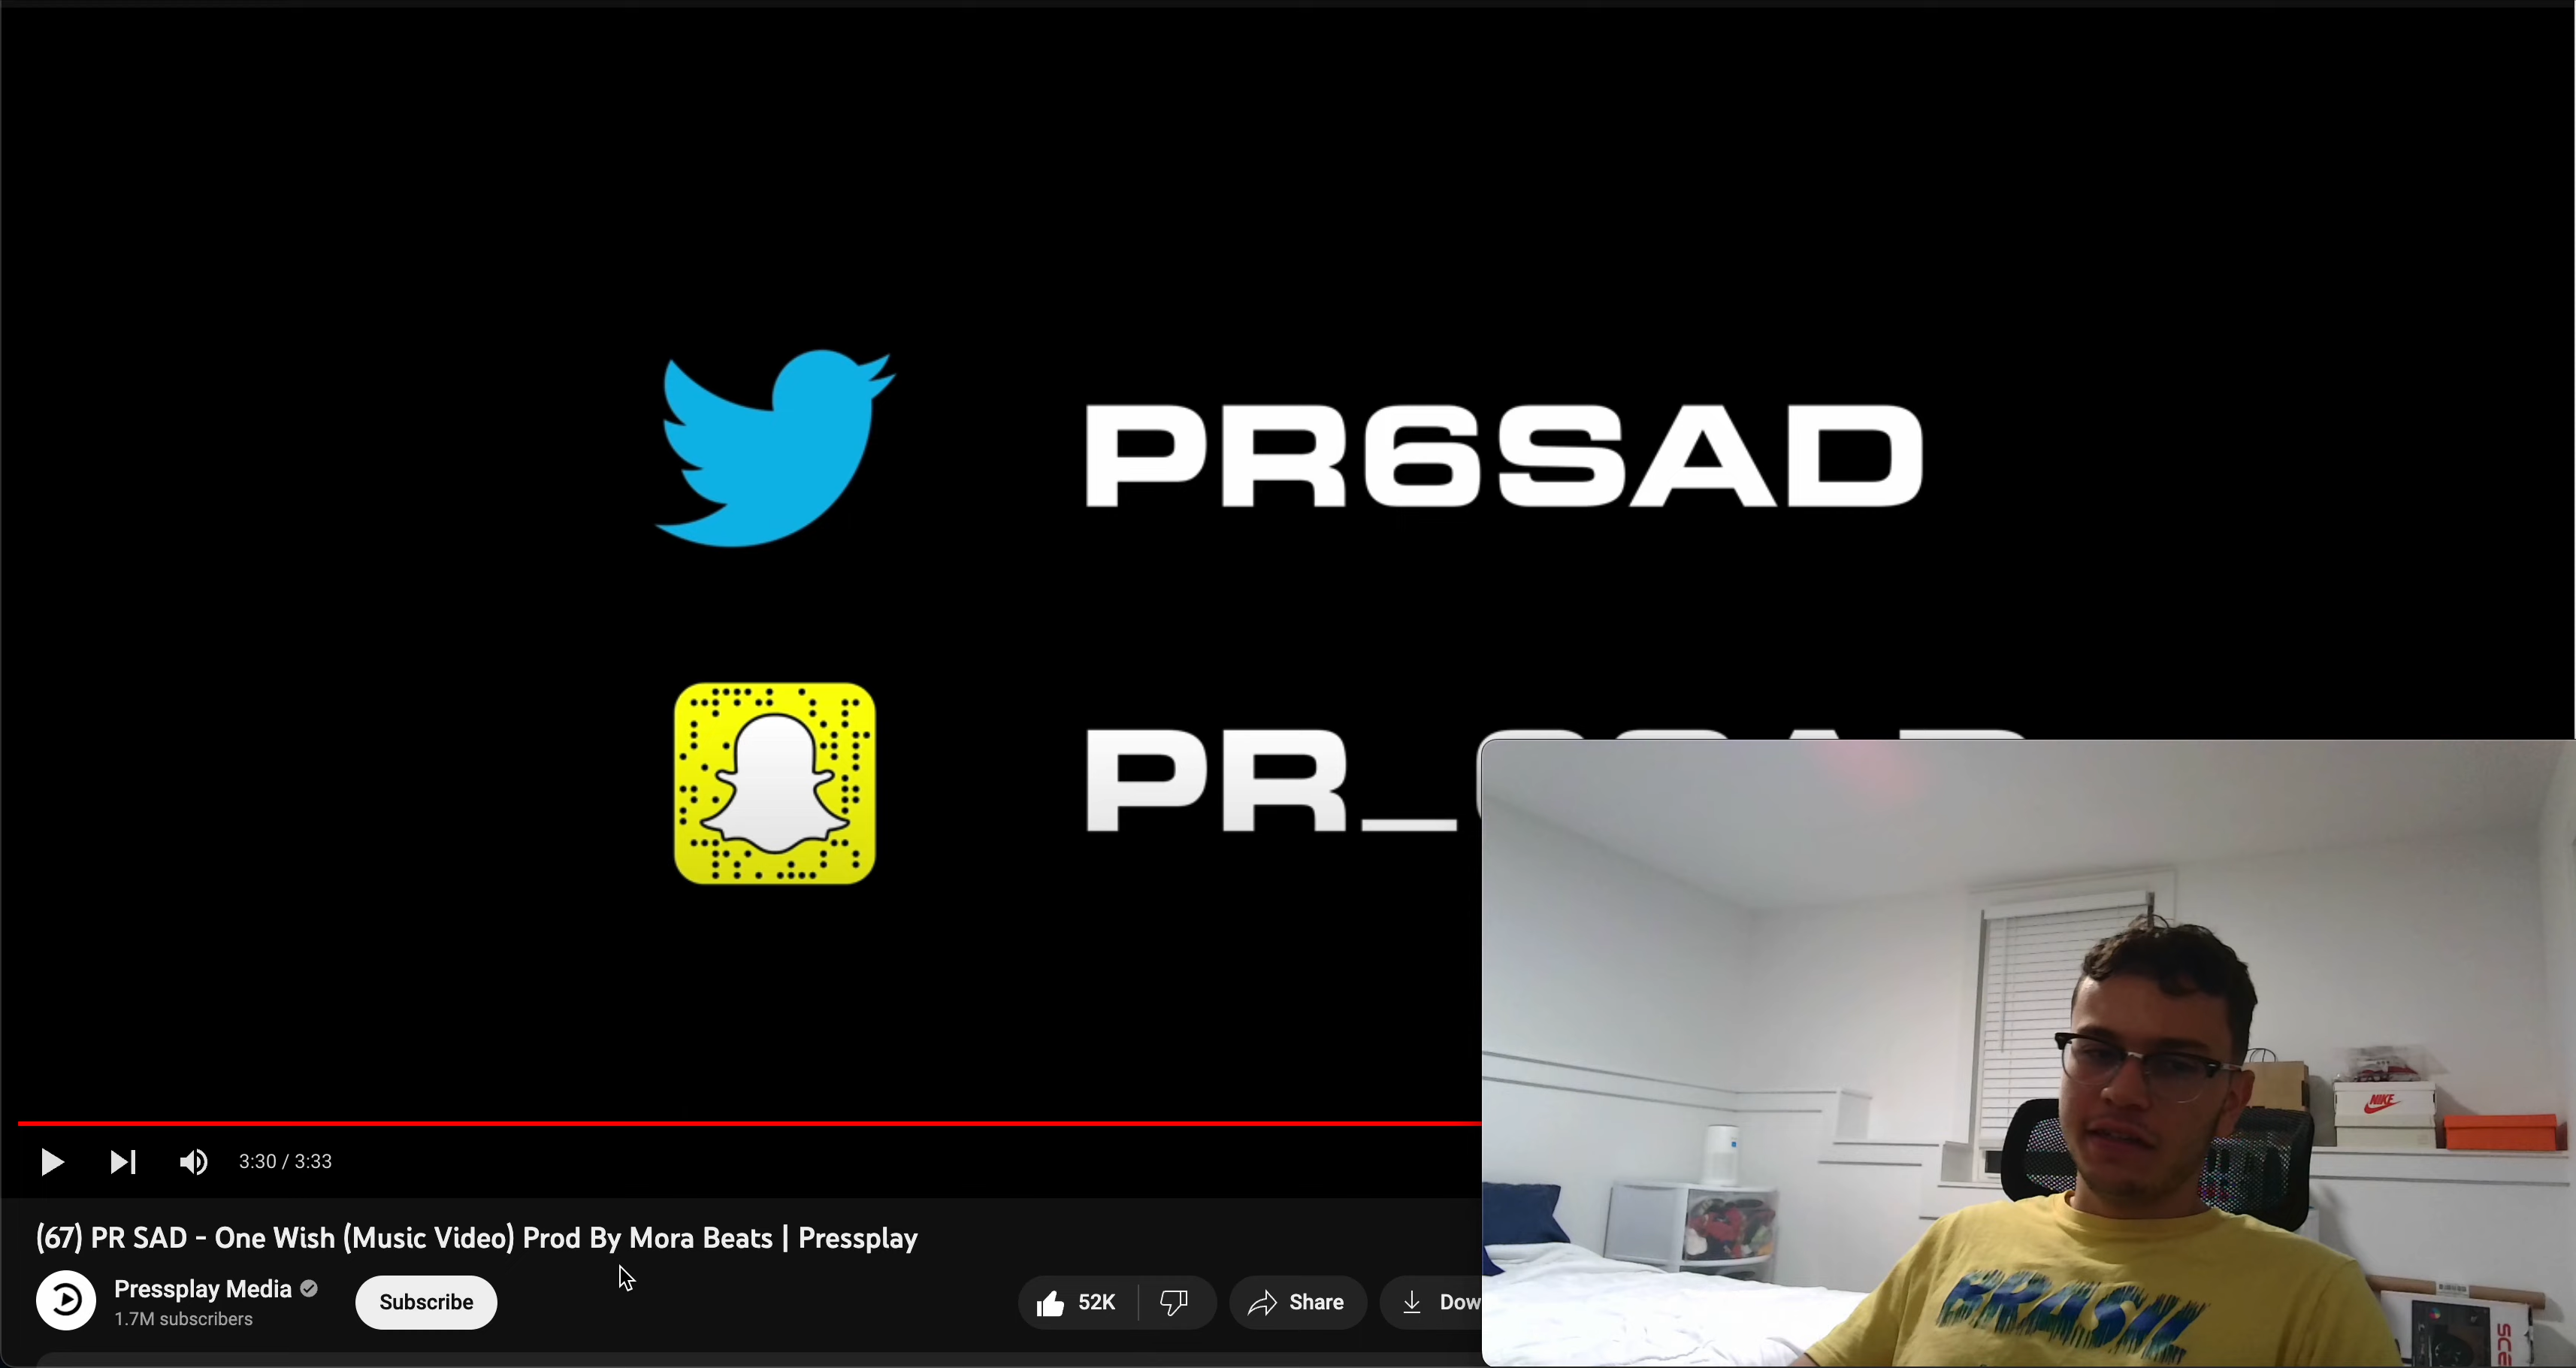 PR6SAD
PR_
3:30 / 3:33
(67) PR SAD - One Wish (Music Video) Prod By Mora Beats | Pressplay
Pressplay Media
1.7M subscribers
Subscribe
52K
Share
Dow
NIKE
BRASIL